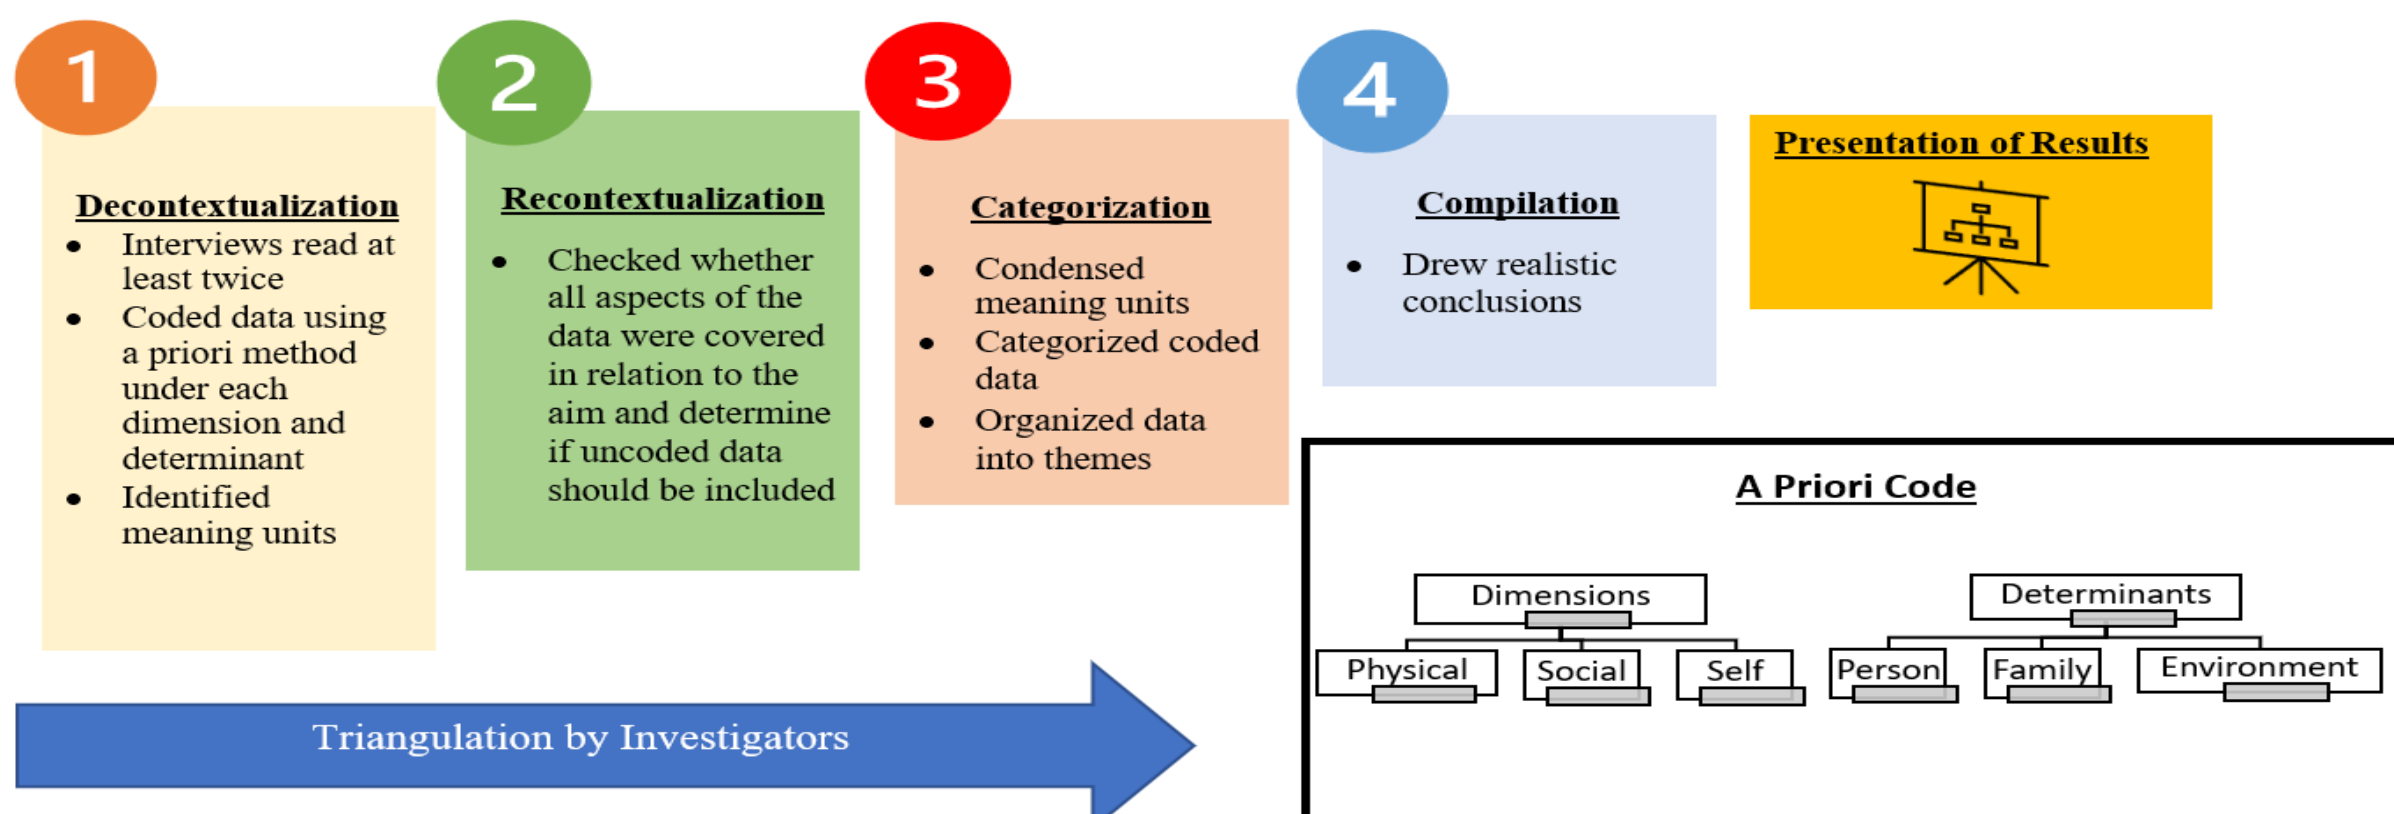 1
Decontextualization
• Interviews read at
least twice
• Coded data using
a priori method
under each
dimension and
determinant
• Identified
meaning units
2
Recontextualization
• Checked whether
all aspects of the
data were covered
in relation to the
aim and determine
if uncoded data
should be included
3
Categorization
• Condensed
meaning units
• Categorized coded
data
• Organized data
into themes
4
Compilation
• Drew realistic
conclusions
Presentation of Results
Triangulation by Investigators
A Priori Code
Dimensions
Physical
Social
Self
Determinants
Person
Family
Environment